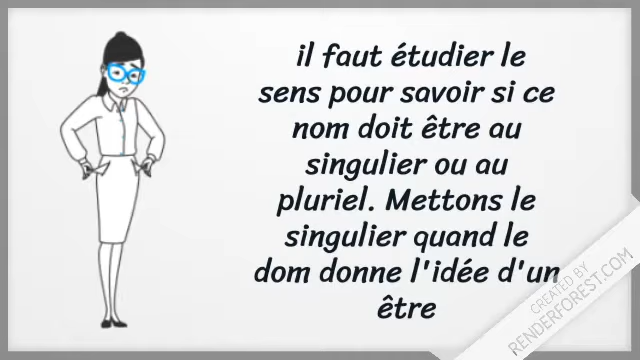 il faut étudier le
sens pour savoir si ce
nom doit être au
singulier ou au
pluriel. Mettons le
singulier quand le
dom donne l'idée d'un
être
CREATED BY
RENDERFOREST.COM